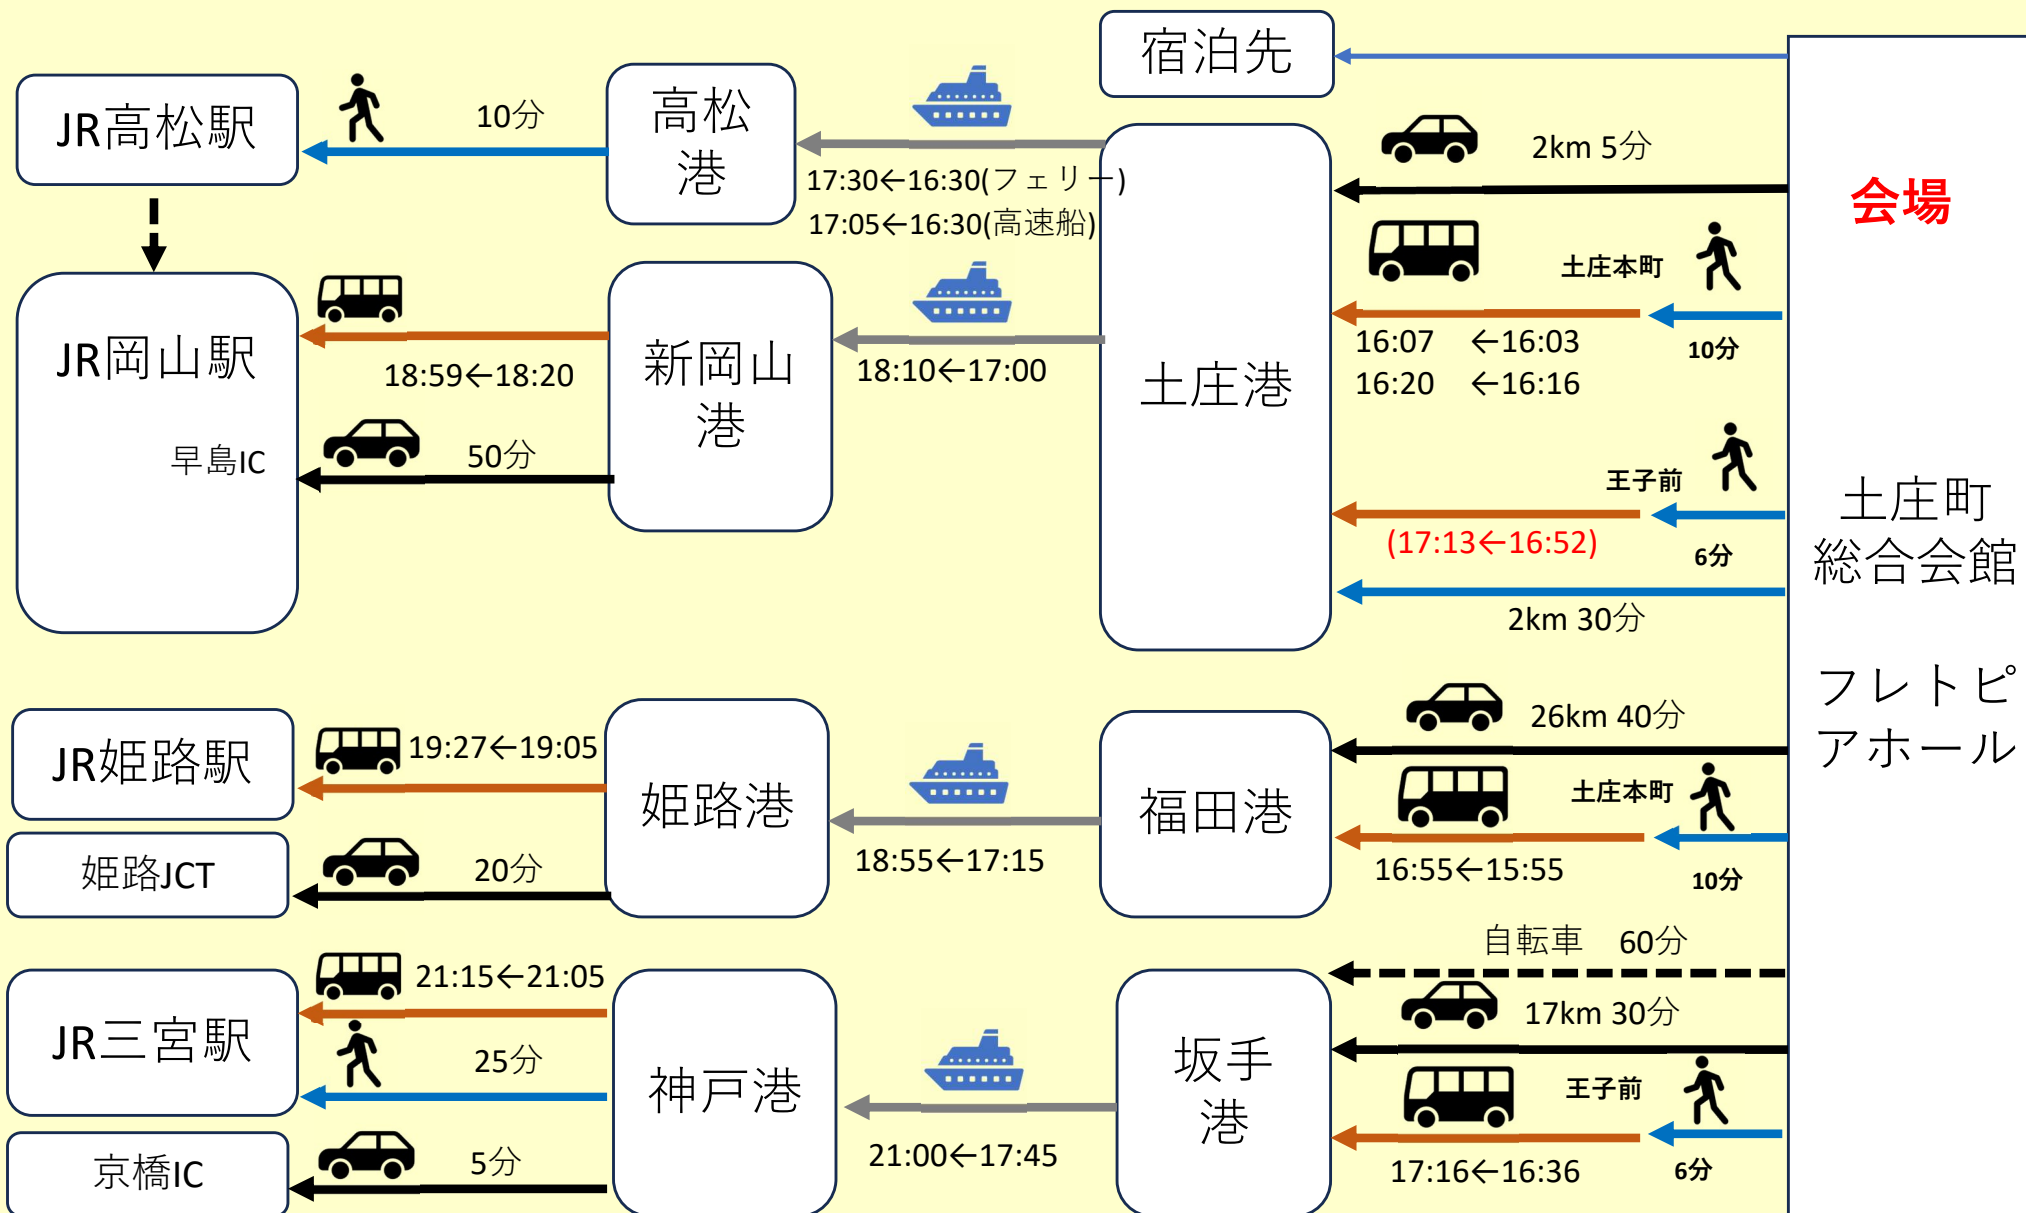 宿泊先
JR高松駅
10分
高松
港
17:30←16:30(フェリー)
17:05←16:30(高速船)
2km 5分
会場
土庄本町
16:07 ←16:03
16:20 ←16:16
10分
JR岡山駅
早島IC
18:59←18:20
50分
新岡山
港
18:10←17:00
土庄港
王子前
(17:13←16:52)
6分
2km 30分
土庄町
総合会館
フレトピ
アホール
JR姫路駅
19:27←19:05
姫路JCT
20分
姫路港
18:55←17:15
福田港
26km 40分
土庄本町
16:55←15:55
10分
JR三宮駅
21:15←21:05
25分
京橋IC
5分
神戸港
21:00←17:45
坂手
港
自転車 60分
17km 30分
王子前
17:16←16:36
6分